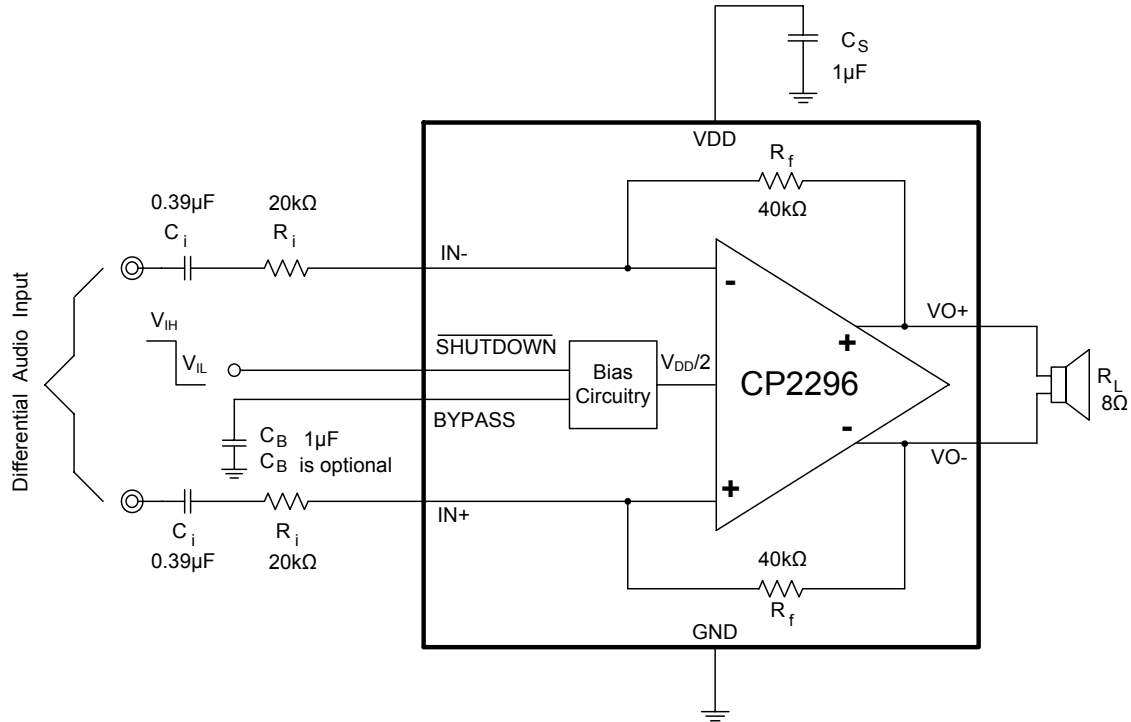 C_S
1µF
VDD
R_f
40kΩ
0.39µF
C_i
20kΩ
R_i
IN-
Differential Audio Input
V_IH
V_IL
SHUTDOWN
BYPASS
Bias
Circuitry
V_DD/2
-
+
CP2296
-
+
VO+
VO-
R_L
8Ω
C_B 1µF
C_B is optional
IN+
C_i
0.39µF
R_i
20kΩ
40kΩ
R_f
GND